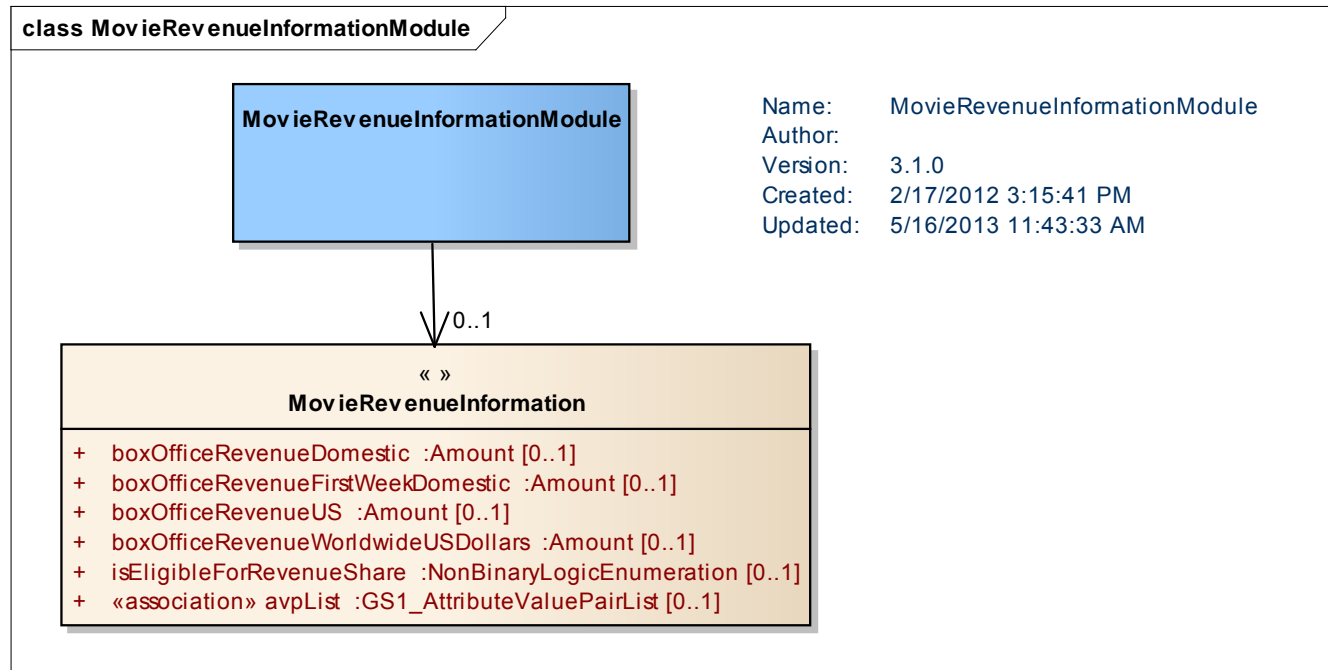 class MovieRevenueInformationModule
MovieRevenueInformationModule
Name: MovieRevenueInformationModule
Author:
Version: 3.1.0
Created: 2/17/2012 3:15:41 PM
Updated: 5/16/2013 11:43:33 AM
0..1
« »
MovieRevenueInformation
+ boxOfficeRevenueDomestic :Amount [0..1]
+ boxOfficeRevenueFirstWeekDomestic :Amount [0..1]
+ boxOfficeRevenueUS :Amount [0..1]
+ boxOfficeRevenueWorldwideUSDollars :Amount [0..1]
+ isEligibleForRevenueShare :NonBinaryLogicEnumeration [0..1]
+ «association» avpList :GS1_AttributeValuePairList [0..1]